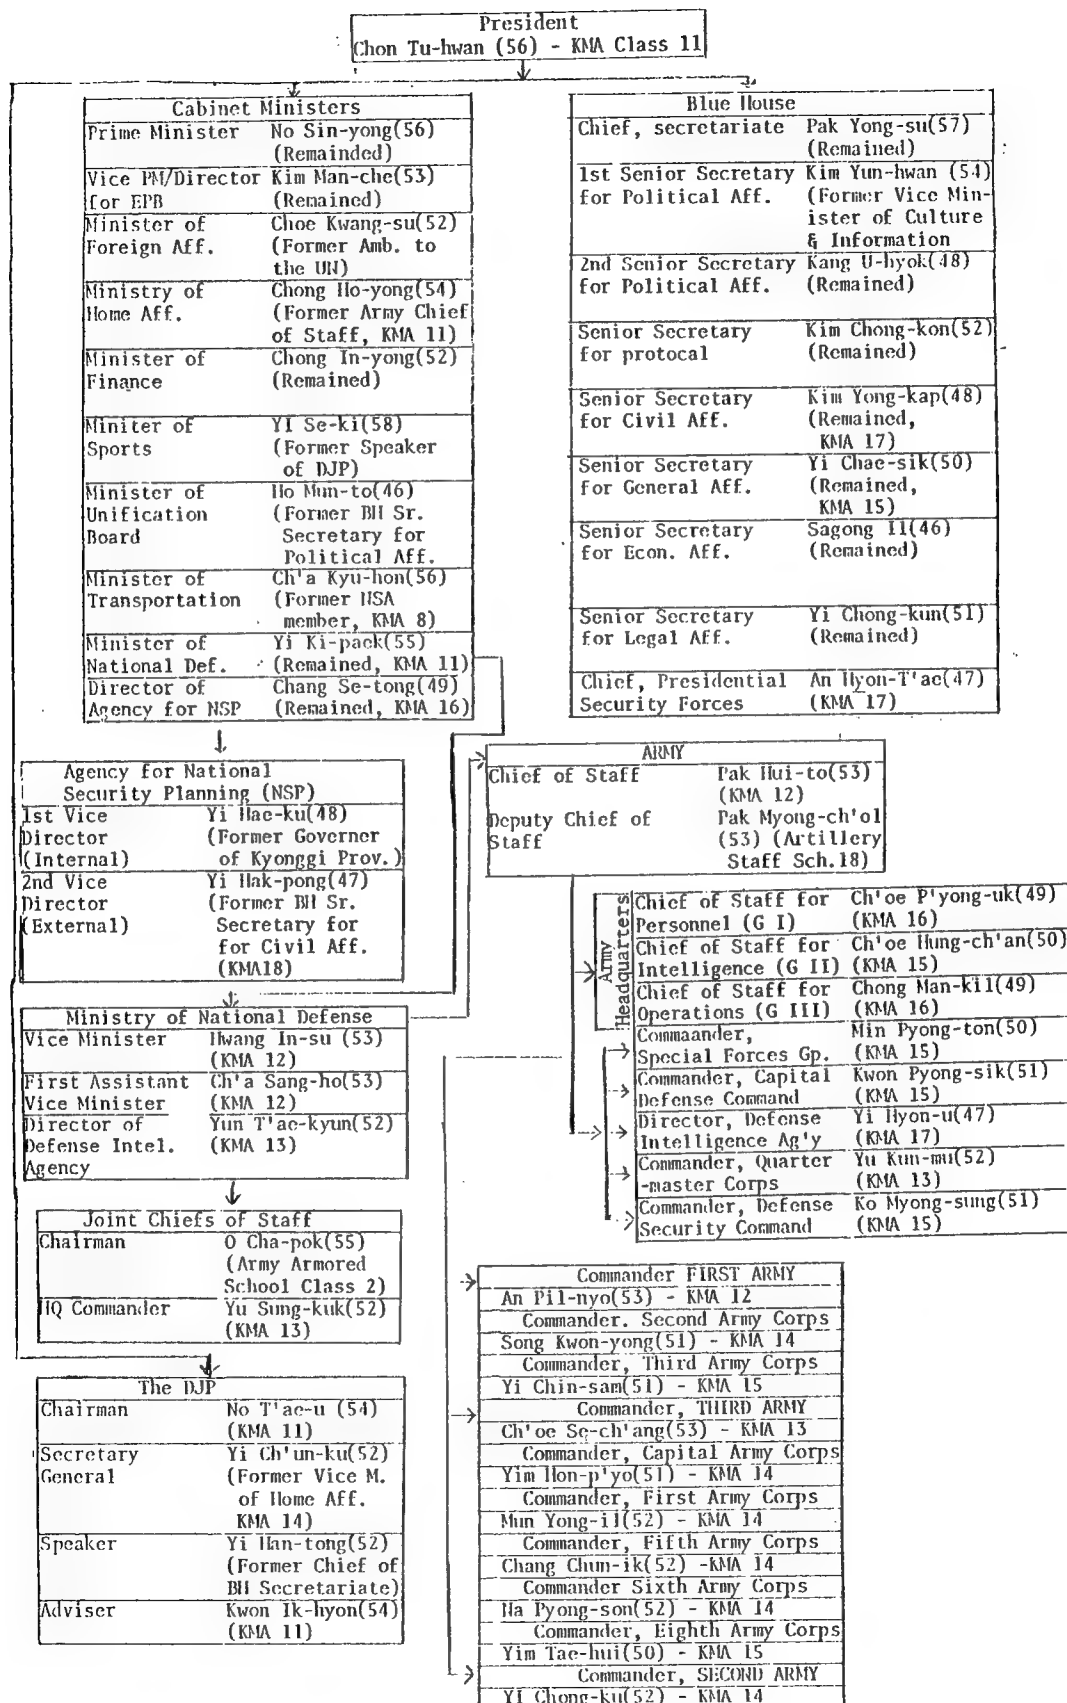 President
Chon Tu-hwan (56) - KMA Class 11
Cabinet Ministers
Prime Minister No Sin-yong(56)
(Remainded)
Vice PM/Director Kim Man-che(53)
for EPB (Remained)
Minister of Choe Kwang-su(52)
Foreign Aff. (Former Amb. to
the UN)
Ministry of Chong Ho-yong(54)
Home Aff. (Former Army Chief
of Staff, KMA 11)
Minister of Chong In-yong(52)
Finance (Remained)
Miniter of YI Se-ki(58)
Sports (Former Speaker
of DJP)
Minister of Ho Mun-to(46)
Unification (Former BH Sr.
Board Secretary for
Political Aff.
Minister of Ch'a Kyu-hon(56)
Transportation (Former NSA
member, KMA 8)
Minister of Yi Ki-paek(55)
National Def. (Remained, KMA 11)
Director of Chang Se-tong(49)
Agency for NSP (Remained, KMA 16)
Blue House
Chief, secretariate Pak Yong-su(57)
(Remained)
1st Senior Secretary Kim Yun-hwan (54)
for Political Aff. (Former Vice Min-
ister of Culture
& Information
2nd Senior Secretary Kang U-hyok(48)
for Political Aff. (Remained)
Senior Secretary Kim Chong-kon(52)
for protocal (Remained)
Senior Secretary Kim Yong-kap(48)
for Civil Aff. (Remained,
KMA 17)
Senior Secretary Yi Chae-sik(50)
for General Aff. (Remained,
KMA 15)
Senior Secretary Sagong Il(46)
for Econ. Aff. (Remained)
Senior Secretary Yi Chong-kun(51)
for Legal Aff. (Remained)
Chief, Presidential An Hyon-T'ae(47)
Security Forces (KMA 17)
Agency for National
Security Planning (NSP)
1st Vice Yi Hae-ku(48)
Director (Former Governer
(Internal) of Kyonggi Prov.)
2nd Vice Yi Hak-pong(47)
Director (Former BH Sr.
(External) Secretary for
for Civil Aff.
(KMA18)
ARMY
Chief of Staff Pak Hui-to(53)
(KMA 12)
Deputy Chief of Pak Myong-ch'ol
Staff (53) (Artillery
Staff Sch.18)
Army
Headquarters
Chief of Staff for Ch'oe P'yong-uk(49)
Personnel (G I) (KMA 16)
Chief of Staff for Ch'oe Hung-ch'an(50)
Intelligence (G II) (KMA 15)
Chief of Staff for Chong Man-kil(49)
Operations (G III) (KMA 16)
Commaander, Min Pyong-ton(50)
Special Forces Gp. (KMA 15)
Commander, Capital Kwon Pyong-sik(51)
Defense Command (KMA 15)
Director, Defense Yi Hyon-u(47)
Intelligence Ag'y (KMA 17)
Commander, Quarter Yu Kun-mu(52)
-master Corps (KMA 13)
Commander, Defense Ko Myong-sung(51)
Security Command (KMA 15)
Ministry of National Defense
Vice Minister Hwang In-su (53)
(KMA 12)
First Assistant Ch'a Sang-ho(53)
Vice Minister (KMA 12)
Director of Yun T'ae-kyun(52)
Defense Intel. (KMA 13)
Agency
Joint Chiefs of Staff
Chairman O Cha-pok(55)
(Army Armored
School Class 2)
HQ Commander Yu Sung-kuk(52)
(KMA 13)
The DJP
Chairman No T'ae-u (54)
(KMA 11)
Secretary Yi Ch'un-ku(52)
General (Former Vice M.
of Home Aff.
KMA 14)
Speaker Yi Han-tong(52)
(Former Chief of
BH Secretariate)
Adviser Kwon Ik-hyon(54)
(KMA 11)
Commander FIRST ARMY
An Pil-nyo(53) - KMA 12
Commander. Second Army Corps
Song Kwon-yong(51) - KMA 14
Commander, Third Army Corps
Yi Chin-sam(51) - KMA 15
Commander, THIRD ARMY
Ch'oe Se-ch'ang(53) - KMA 13
Commander, Capital Army Corps
Yim Hon-p'yo(51) - KMA 14
Commander, First Army Corps
Mun Yong-il(52) - KMA 14
Commander, Fifth Army Corps
Chang Chun-ik(52) -KMA 14
Commander Sixth Army Corps
Na Pyong-son(52) - KMA 14
Commander, Eighth Army Corps
Yim Tae-hui(50) - KMA 15
Commander, SECOND ARMY
YI Chong-ku(52) - KMA 14